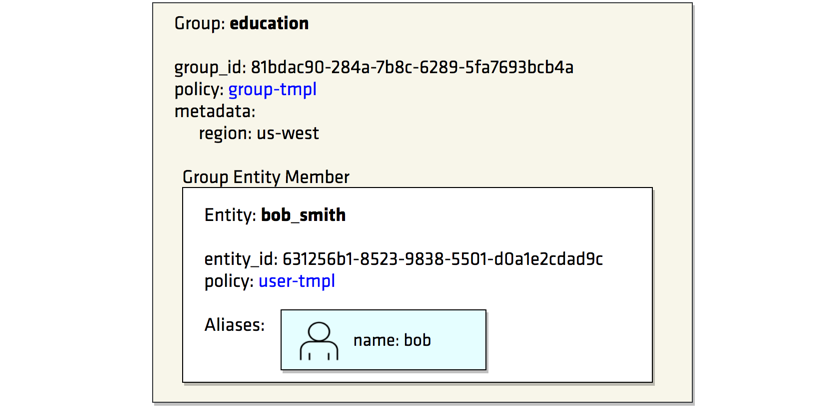 Group: education
group_id: 81bdac90-284a-7b8c-6289-5fa7693bcb4a
policy: group-tmpl
metadata:
region: us-west
Group Entity Member
Entity: bob_smith
entity_id: 631256b1-8523-9838-5501-d0a1e2cdad9c
policy: user-tmpl
Aliases:
name: bob